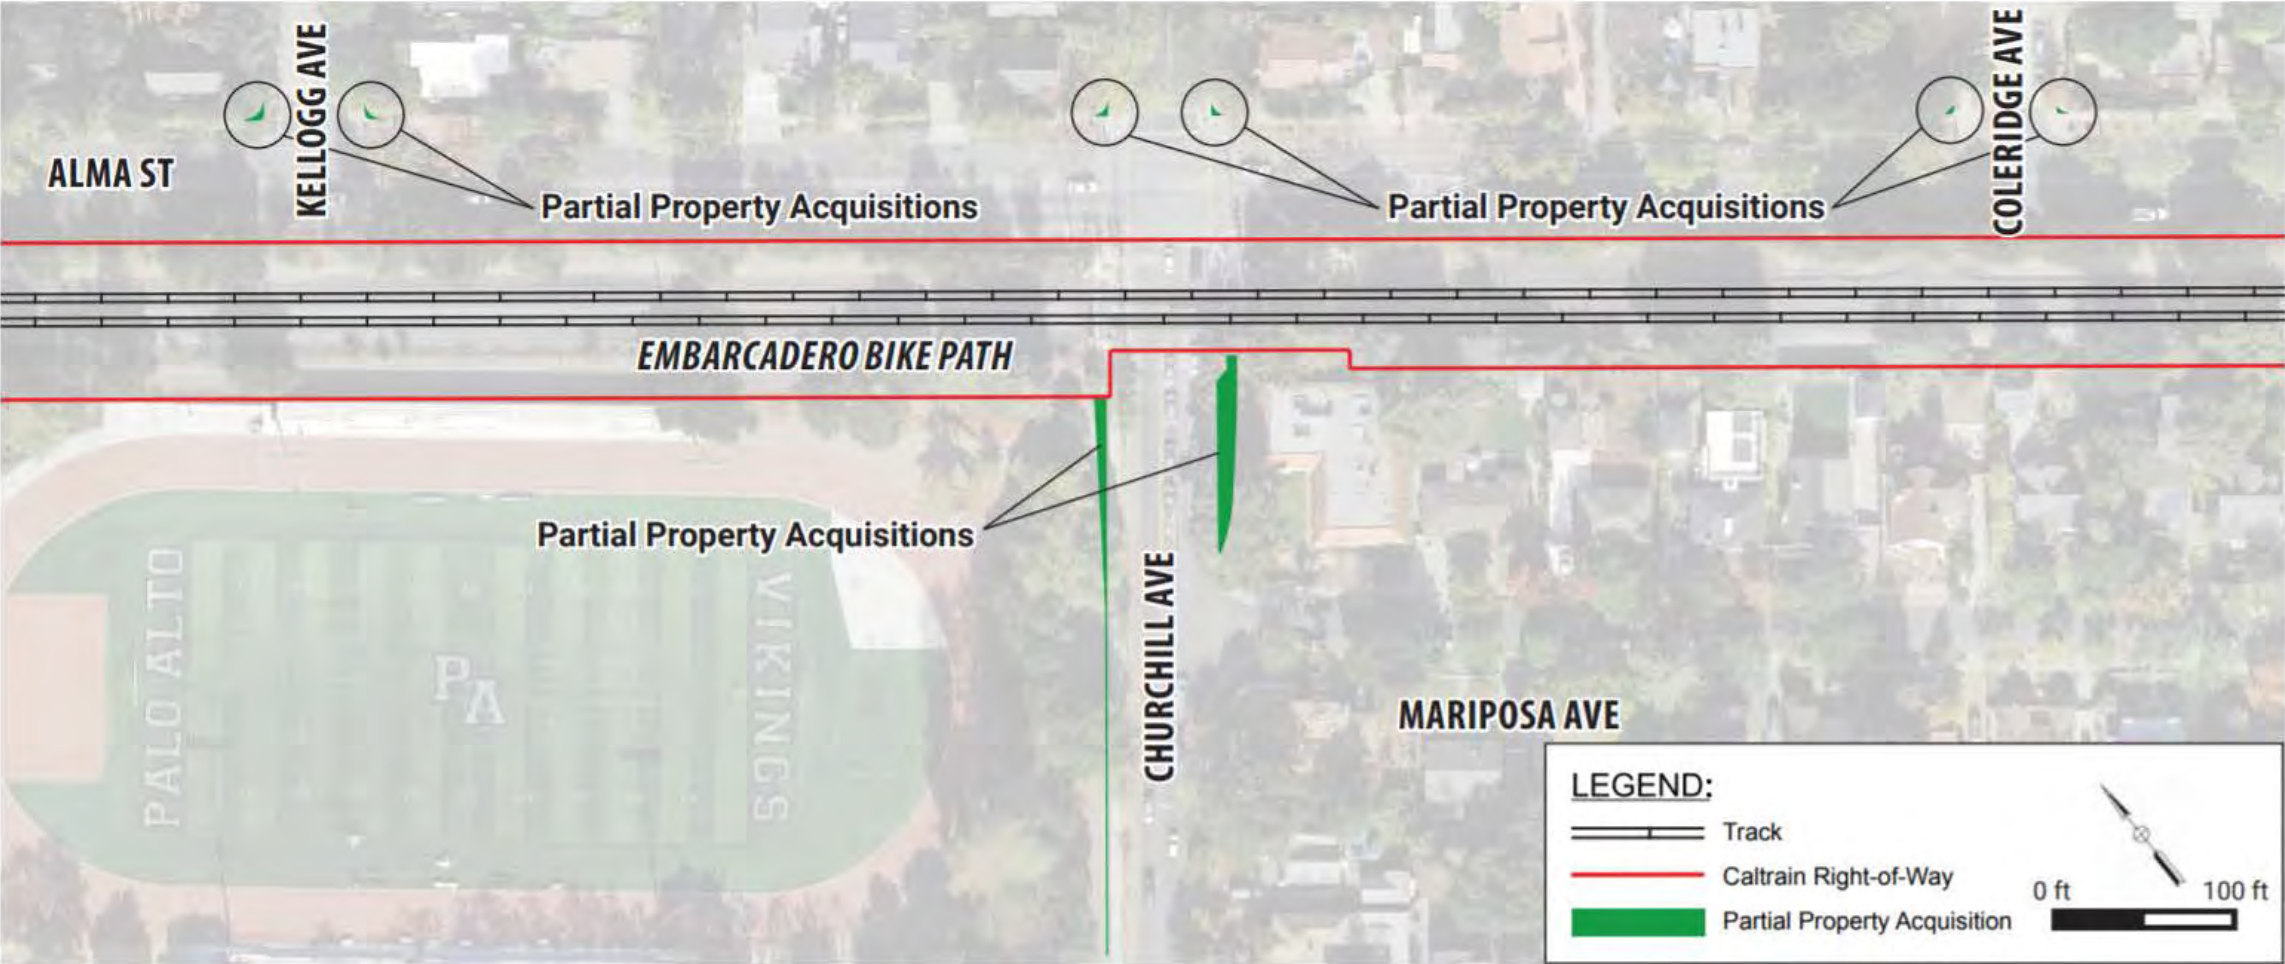 KELLOGG AVE
COLERIDGE AVE
ALMA ST
Partial Property Acquisitions
Partial Property Acquisitions
EMBARCADERO BIKE PATH
Partial Property Acquisitions
CHURCHILL AVE
PALO ALTO
PA
VIKINGS
MARIPOSA AVE
LEGEND:
Track
Caltrain Right-of-Way
Partial Property Acquisition
0 ft 100 ft